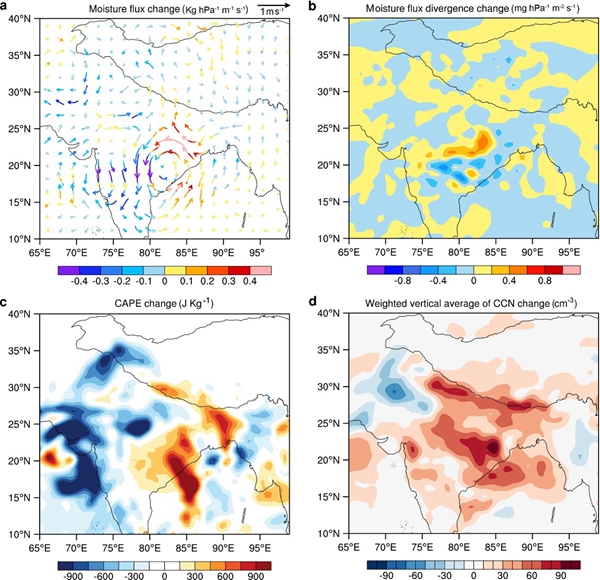 a Moisture flux change (Kg hPa⁻¹ m⁻¹ s) 1 m s⁻¹
40°N
35°N
30°N
25°N
20°N
15°N
10°N
65°E 70°E 75°E 80°E 85°E 90°E 95°E
-0.4 -0.3 -0.2 -0.1 0 0.1 0.2 0.3 0.4
b Moisture flux divergence change (mg hPa⁻¹ m⁻² s)
40°N
35°N
30°N
25°N
20°N
15°N
10°N
65°E 70°E 75°E 80°E 85°E 90°E 95°E
-0.8 -0.4 0 0.4 0.8
c CAPE change (J Kg⁻¹)
40°N
35°N
30°N
25°N
20°N
15°N
10°N
65°E 70°E 75°E 80°E 85°E 90°E 95°E
-900 -600 -300 0 300 600 900
d Weighted vertical average of CCN change (cm⁻³)
40°N
35°N
30°N
25°N
20°N
15°N
10°N
65°E 70°E 75°E 80°E 85°E 90°E 95°E
-90 -60 -30 0 30 60 90